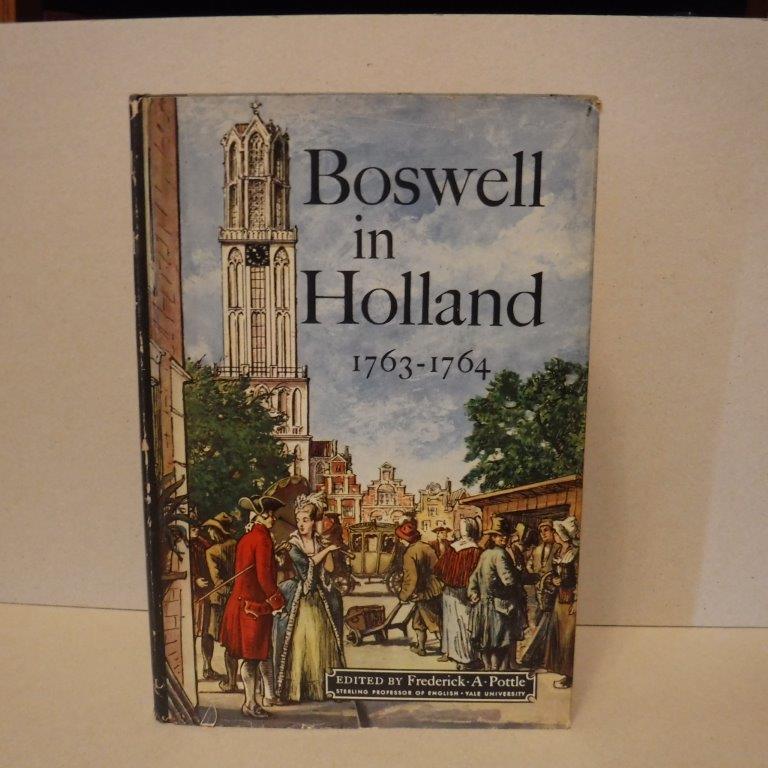 Boswell
in
Holland
1763-1764
EDITED BY Frederick·A·Pottle
STERLING PROFESSOR OF ENGLISH · YALE UNIVERSITY